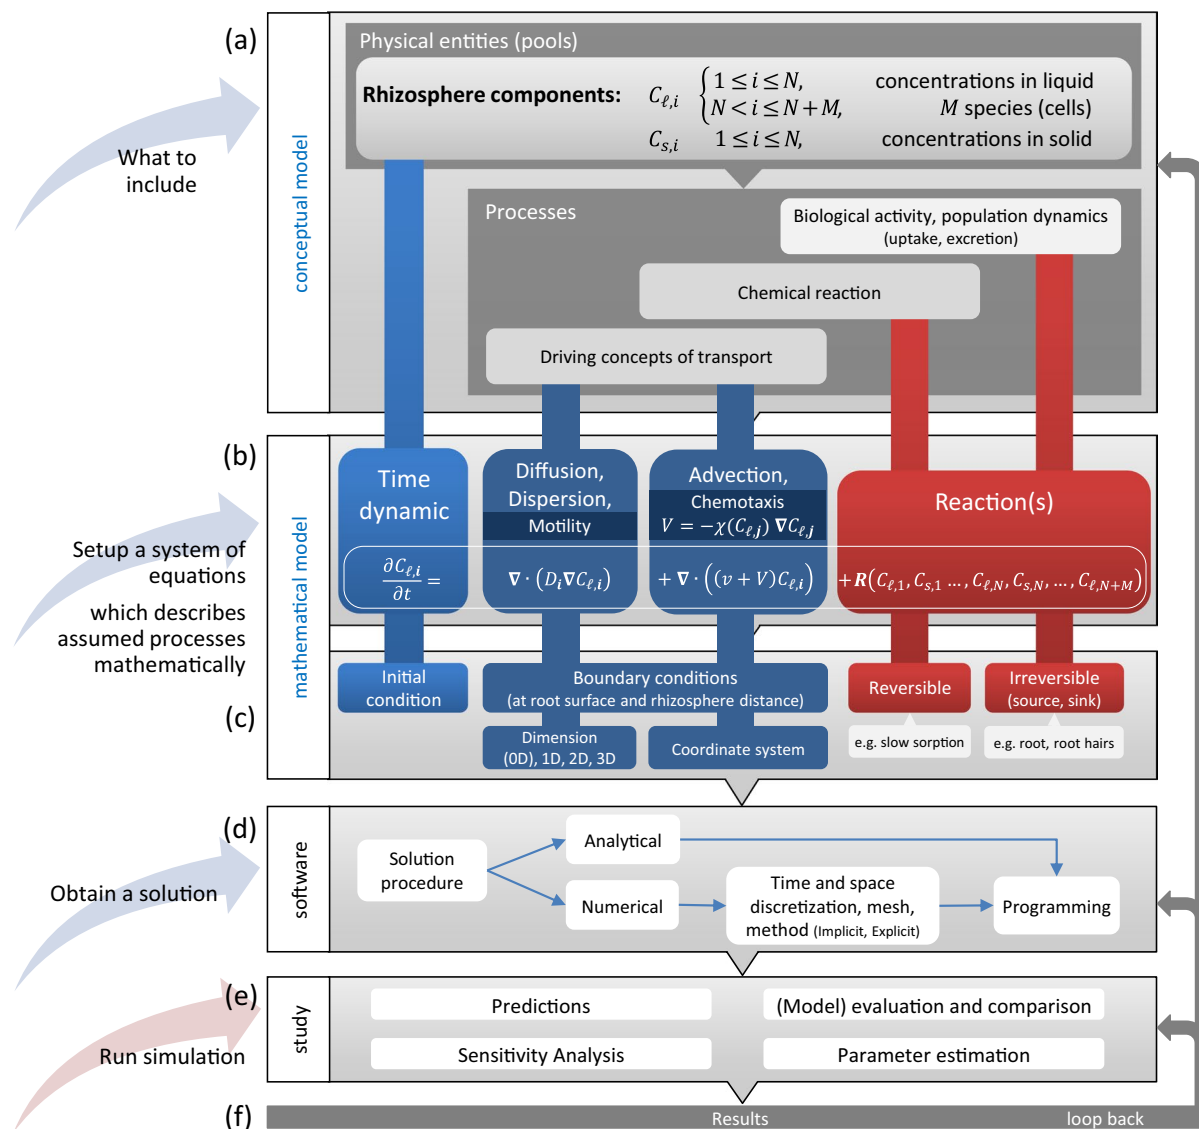 (a)
Physical entities (pools)
Rhizosphere components: C_{ℓ,i} { 1 ≤ i ≤ N, concentrations in liquid
N < i ≤ N + M, M species (cells)
C_{s,i} 1 ≤ i ≤ N, concentrations in solid
What to
include
conceptual model
Processes
Biological activity, population dynamics
(uptake, excretion)
Chemical reaction
Driving concepts of transport
(b)
Time
dynamic
Diffusion,
Dispersion,
Motility
Advection,
Chemotaxis
V = −χ(C_{ℓ,j}) ∇C_{ℓ,j}
Reaction(s)
∂C_{ℓ,i}/∂t = ∇ · (D_i∇C_{ℓ,i}) + ∇ · ((v + V)C_{ℓ,i}) + R(C_{ℓ,1}, C_{s,1} …, C_{ℓ,N}, C_{s,N}, …, C_{ℓ,N+M})
Setup a system of
equations
which describes
assumed processes
mathematically
mathematical model
(c)
Initial
condition
Boundary conditions
(at root surface and rhizosphere distance)
Reversible
Irreversible
(source, sink)
Dimension
(0D), 1D, 2D, 3D
Coordinate system
e.g. slow sorption
e.g. root, root hairs
(d)
Obtain a solution
software
Solution
procedure
Analytical
Numerical
Time and space
discretization, mesh,
method (Implicit, Explicit)
Programming
(e)
Run simulation
study
Predictions
(Model) evaluation and comparison
Sensitivity Analysis
Parameter estimation
(f)
Results
loop back